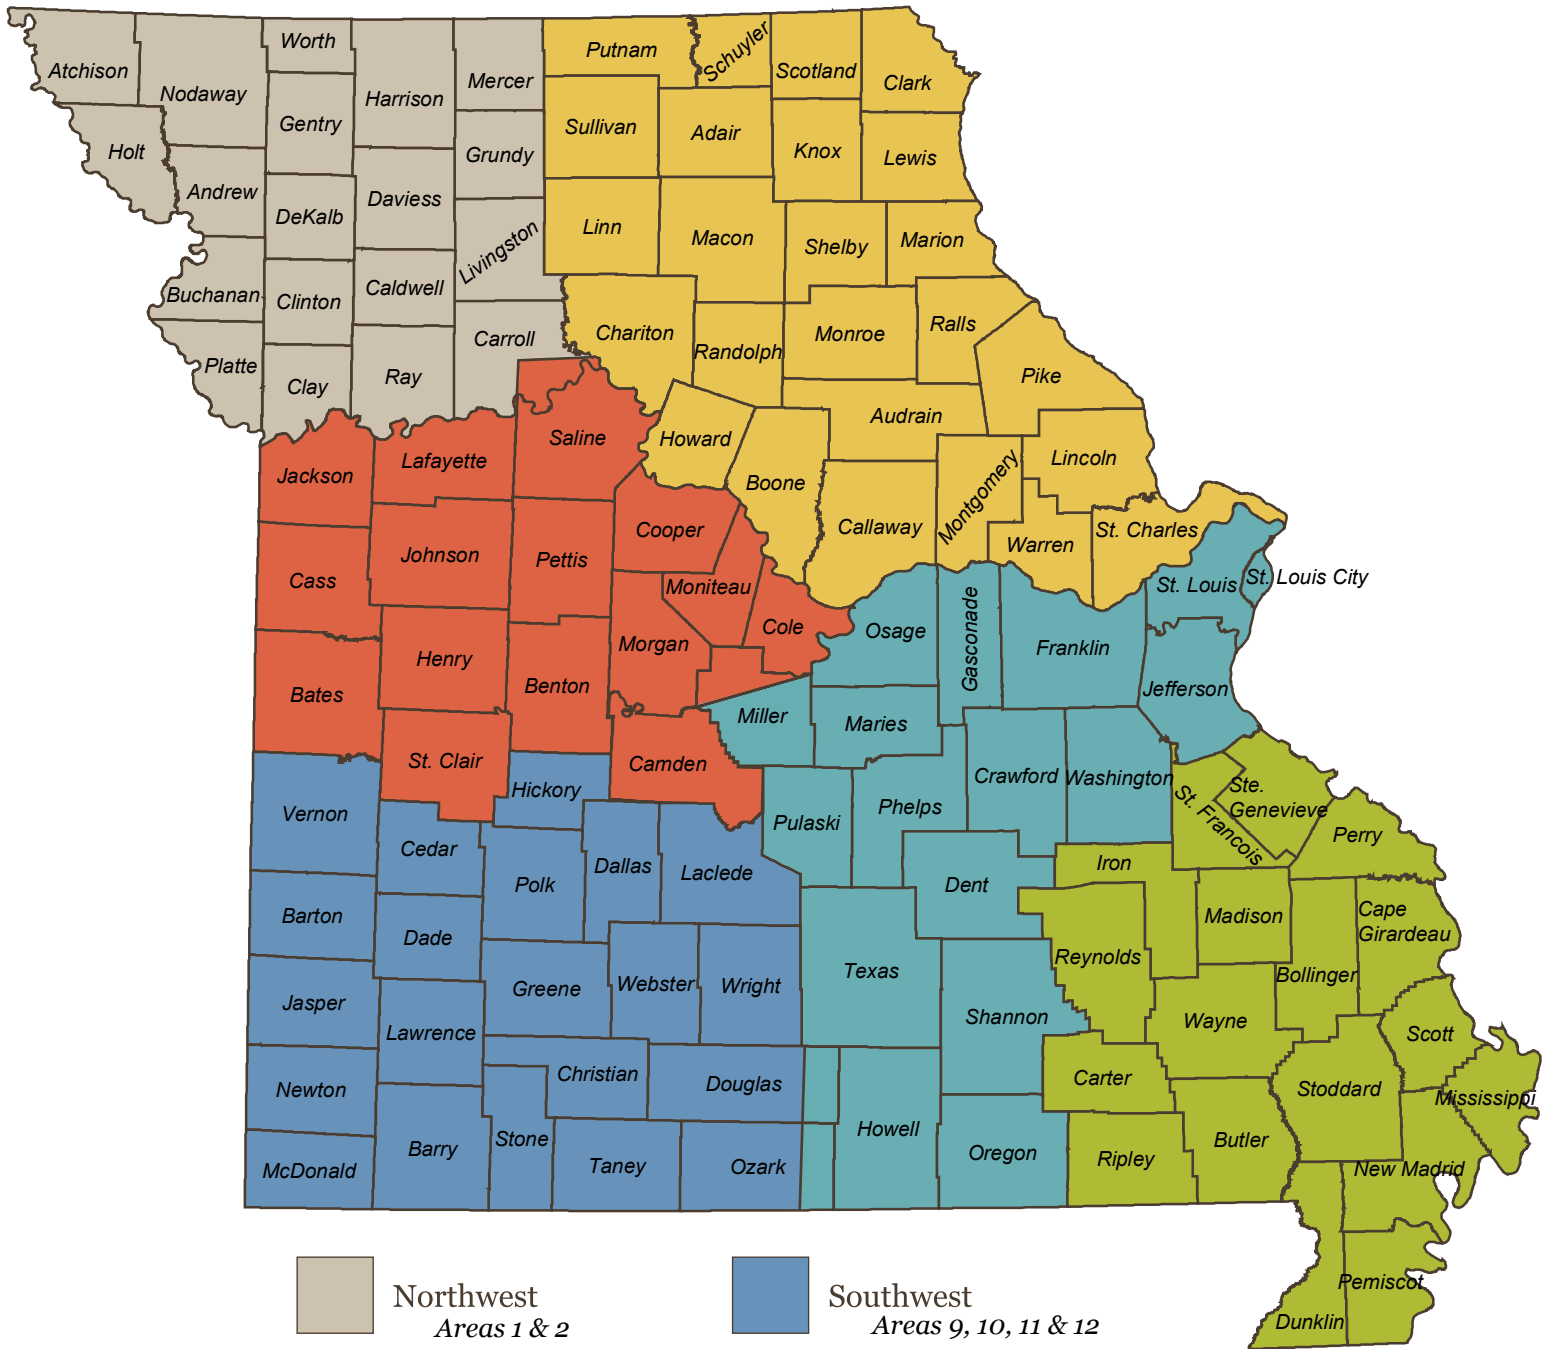 Worth
Putnam
Schuyler
Atchison
Mercer
Scotland
Clark
Nodaway
Harrison
Gentry
Sullivan
Adair
Holt
Grundy
Knox
Lewis
Andrew
Daviess
DeKalb
Linn
Macon
Shelby
Marion
Livingston
Buchanan
Clinton
Caldwell
Chariton
Randolph
Monroe
Ralls
Carroll
Platte
Clay
Ray
Pike
Audrain
Saline
Howard
Jackson
Lafayette
Boone
Lincoln
Montgomery
Callaway
Cooper
Warren
St. Charles
Johnson
Pettis
Cass
Moniteau
St. Louis
St. Louis City
Cole
Osage
Gasconade
Franklin
Morgan
Henry
Benton
Bates
Jefferson
Miller
Maries
St. Clair
Camden
Crawford
Washington
Hickory
Vernon
Pulaski
Phelps
Ste.
Genevieve
St. Francois
Perry
Cedar
Dallas
Laclede
Polk
Iron
Dent
Barton
Dade
Madison
Cape
Girardeau
Reynolds
Texas
Bollinger
Jasper
Greene
Webster
Wright
Lawrence
Shannon
Wayne
Scott
Newton
Christian
Douglas
Carter
Stoddard
Mississippi
Howell
Stone
Barry
Butler
McDonald
Taney
Ozark
Oregon
Ripley
New Madrid
Pemiscot
Dunklin
Northwest
Areas 1 & 2
Southwest
Areas 9, 10, 11 & 12